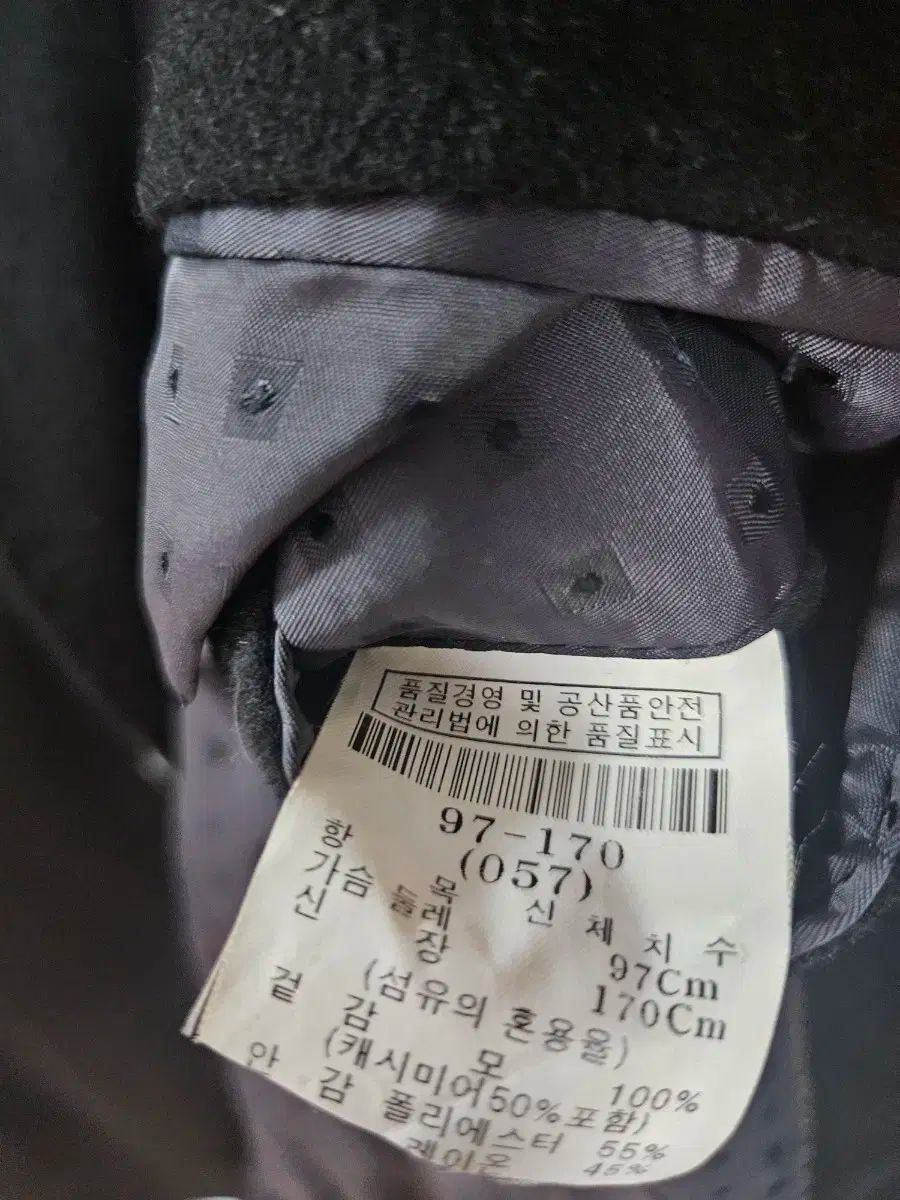 품질경영 및 공산품안전
관리법에 의한 품질표시
97-170
(057)
항 목 신 체 치 수
가슴 둘레 97Cm
신 장 170Cm
(섬유의 혼용율)
겉 감 모 100%
(캐시미어50%포함)
안 감 폴리에스터 55%
레이온 45%